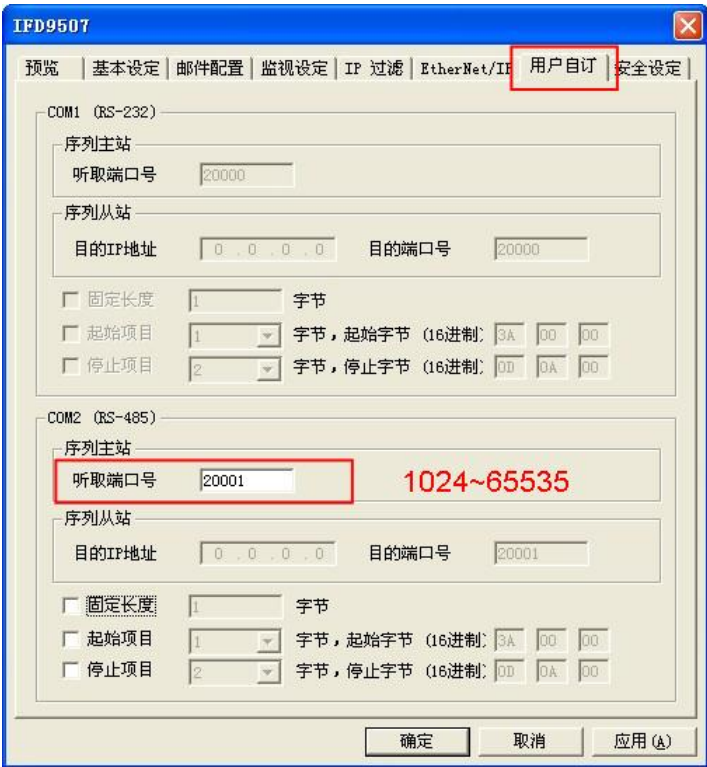 IFD9507
预览 基本设定 邮件配置 监视设定 IP 过滤 EtherNet/IP 用户自订 安全设定
COM1 (RS-232)
序列主站
听取端口号 20000
序列从站
目的IP地址 0 . 0 . 0 . 0 目的端口号 20000
固定长度 1 字节
起始项目 1 字节，起始字节 (16进制) 3A 00 00
停止项目 2 字节，停止字节 (16进制) 0D 0A 00
COM2 (RS-485)
序列主站
听取端口号 20001 1024~65535
序列从站
目的IP地址 0 . 0 . 0 . 0 目的端口号 20001
固定长度 1 字节
起始项目 1 字节，起始字节 (16进制) 3A 00 00
停止项目 2 字节，停止字节 (16进制) 0D 0A 00
确定 取消 应用(A)